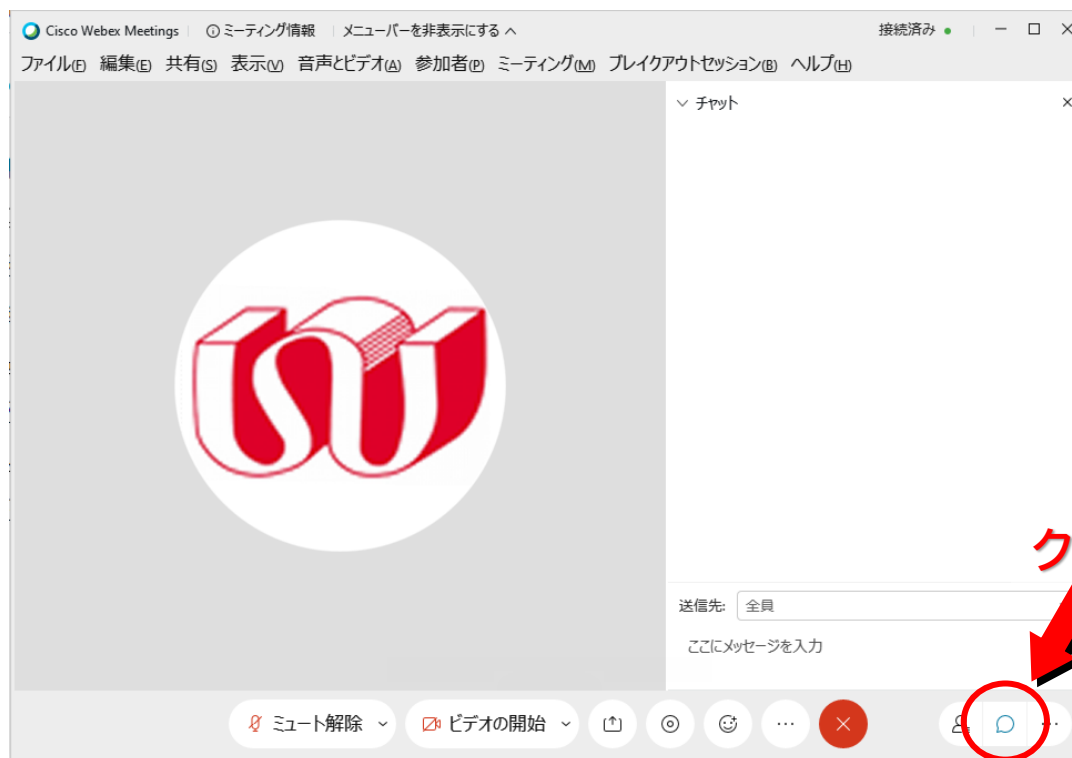 Cisco Webex Meetings ミーティング情報 メニューバーを非表示にする 接続済み
ファイル(F) 編集(E) 共有(S) 表示(V) 音声とビデオ(A) 参加者(P) ミーティング(M) ブレイクアウトセッション(B) ヘルプ(H)
チャット
ク
送信先: 全員
ここにメッセージを入力
ミュート解除 ビデオの開始